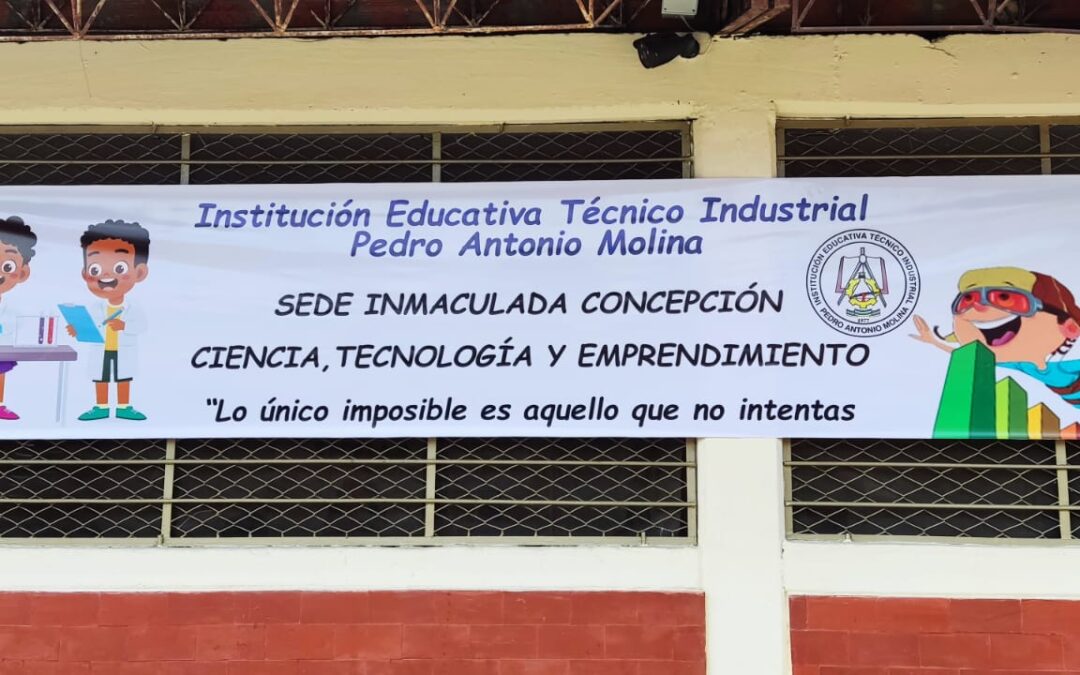 Institución Educativa Técnico Industrial
Pedro Antonio Molina
SEDE INMACULADA CONCEPCIÓN
CIENCIA, TECNOLOGÍA Y EMPRENDIMIENTO
“Lo único imposible es aquello que no intentas
INSTITUCIÓN EDUCATIVA TÉCNICO INDUSTRIAL
PEDRO ANTONIO MOLINA